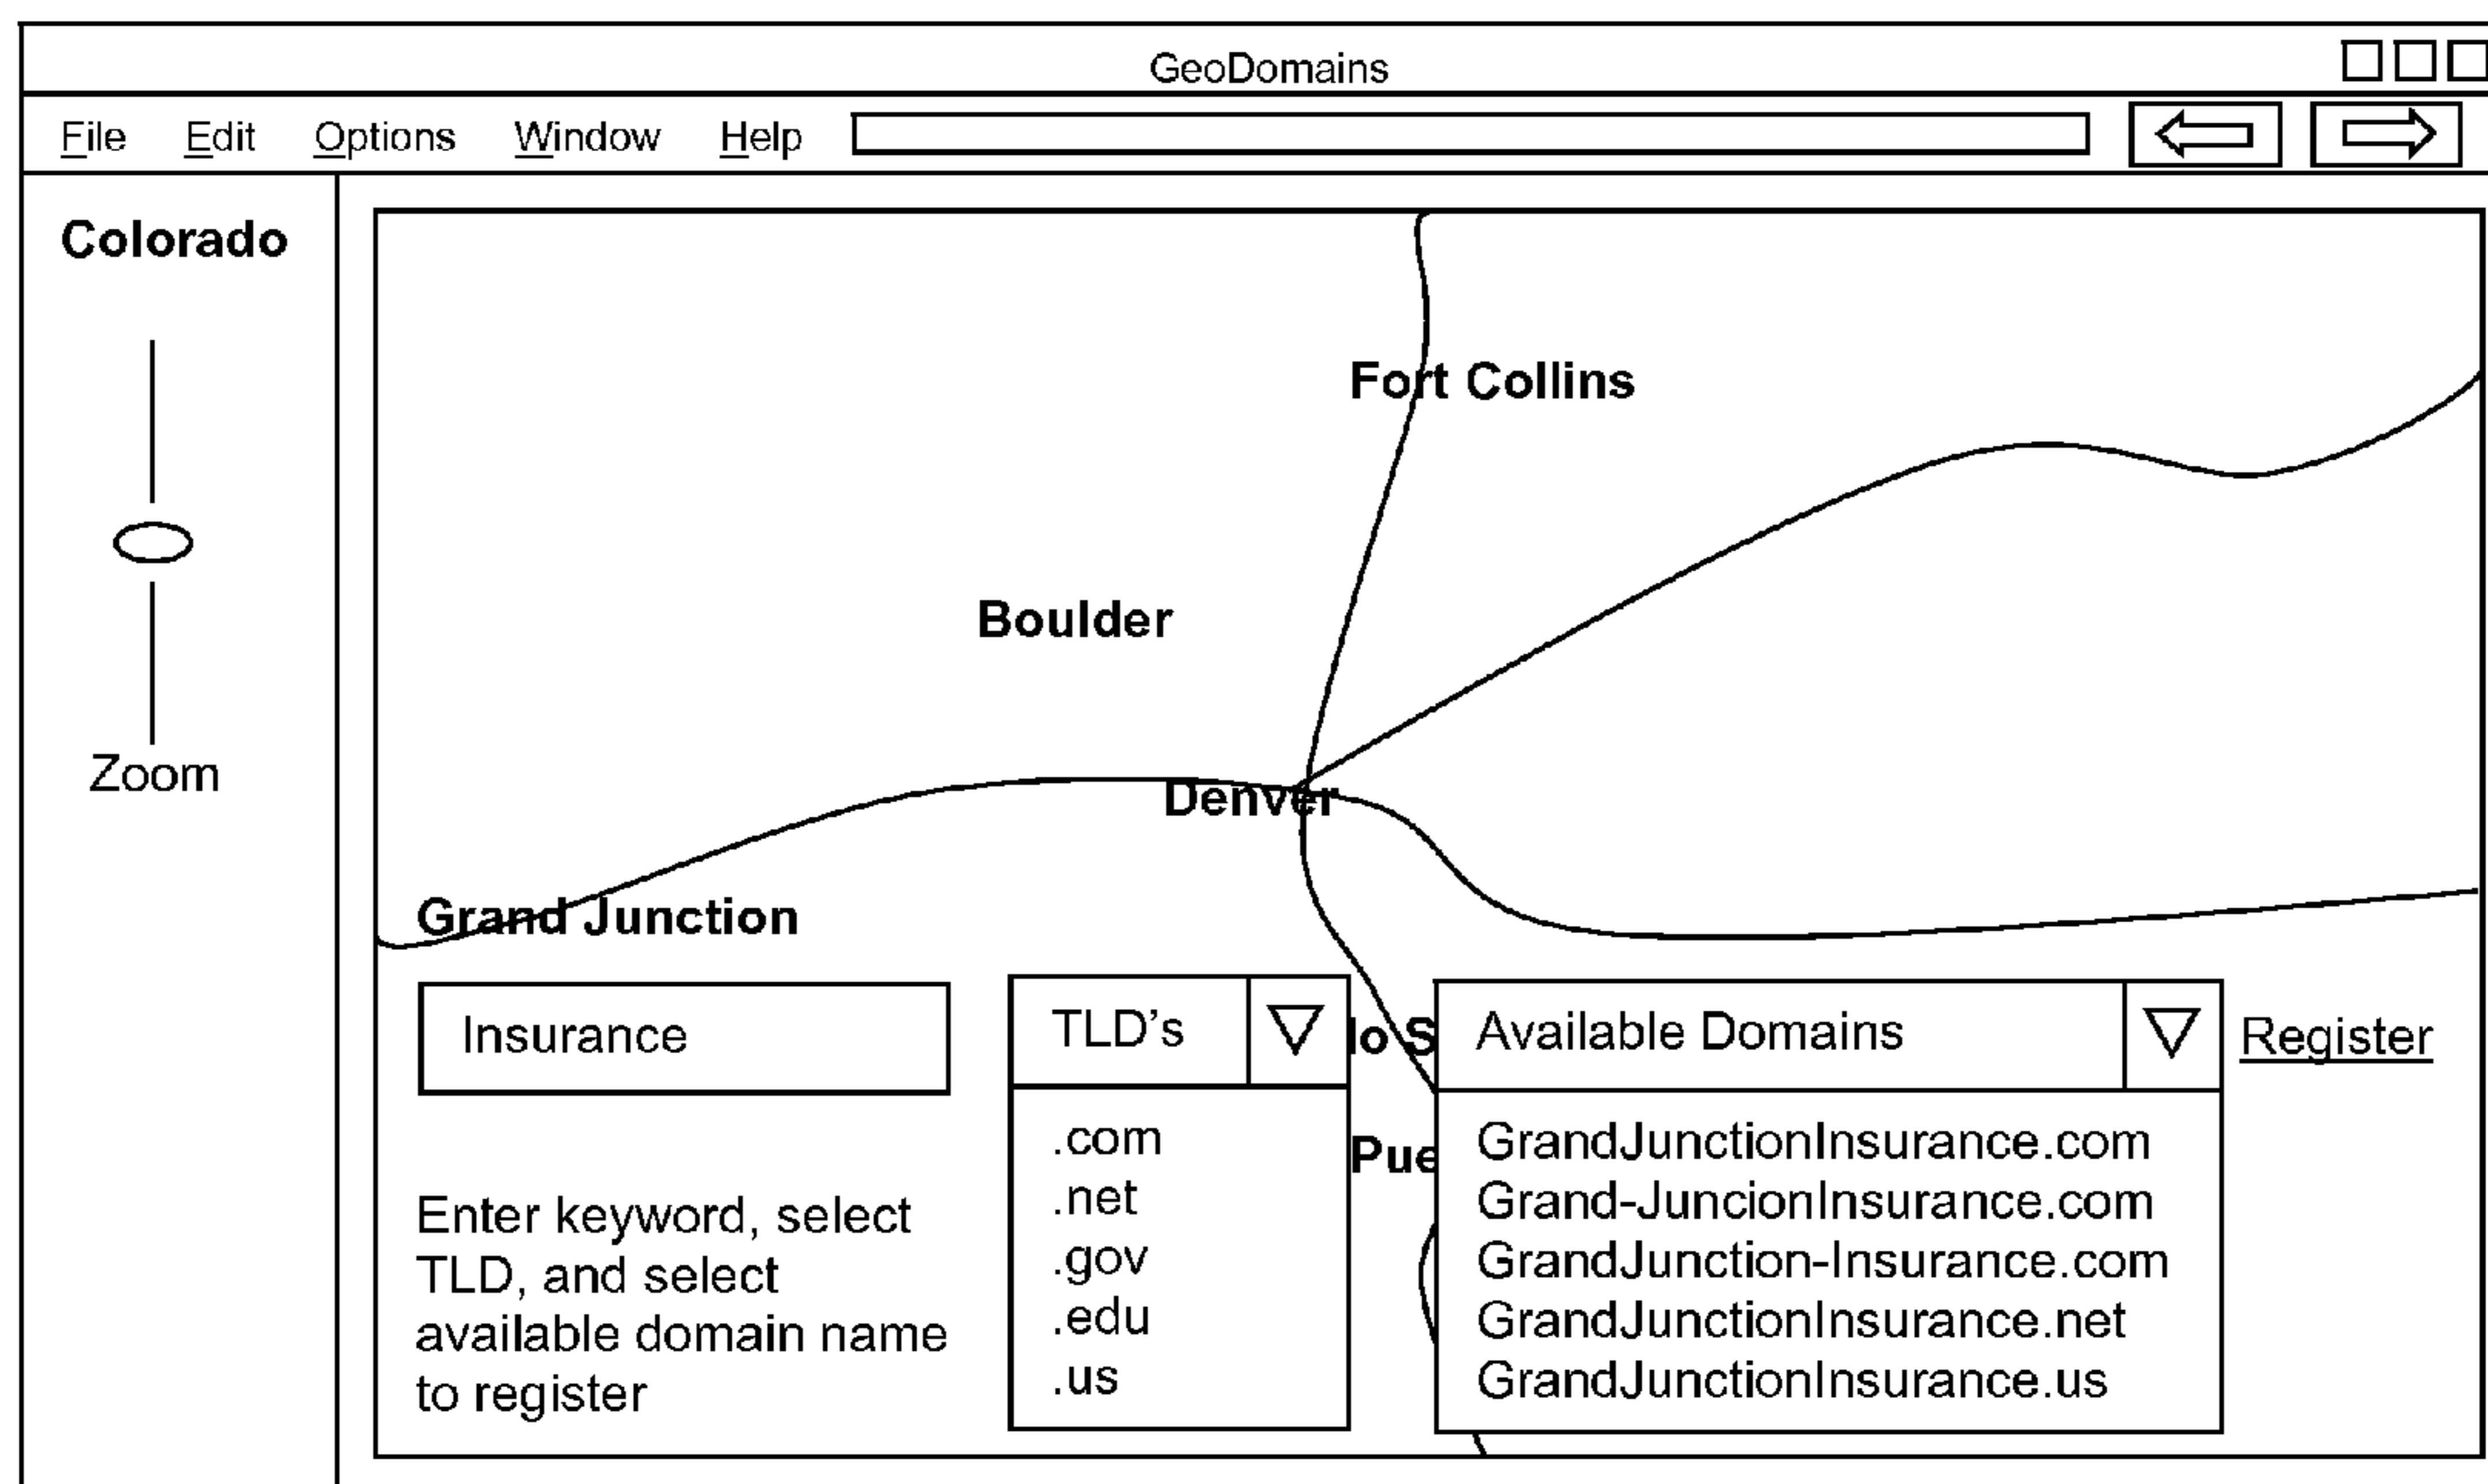 GeoDomains
File Edit Options Window Help
Colorado
Zoom
Fort Collins
Boulder
Denver
Grand Junction
Insurance
Enter keyword, select
TLD, and select
available domain name
to register
TLD's
.com
.net
.gov
.edu
.us
lo S
Pue
Available Domains
GrandJunctionInsurance.com
Grand-JuncionInsurance.com
GrandJunction-Insurance.com
GrandJunctionInsurance.net
GrandJunctionInsurance.us
Register